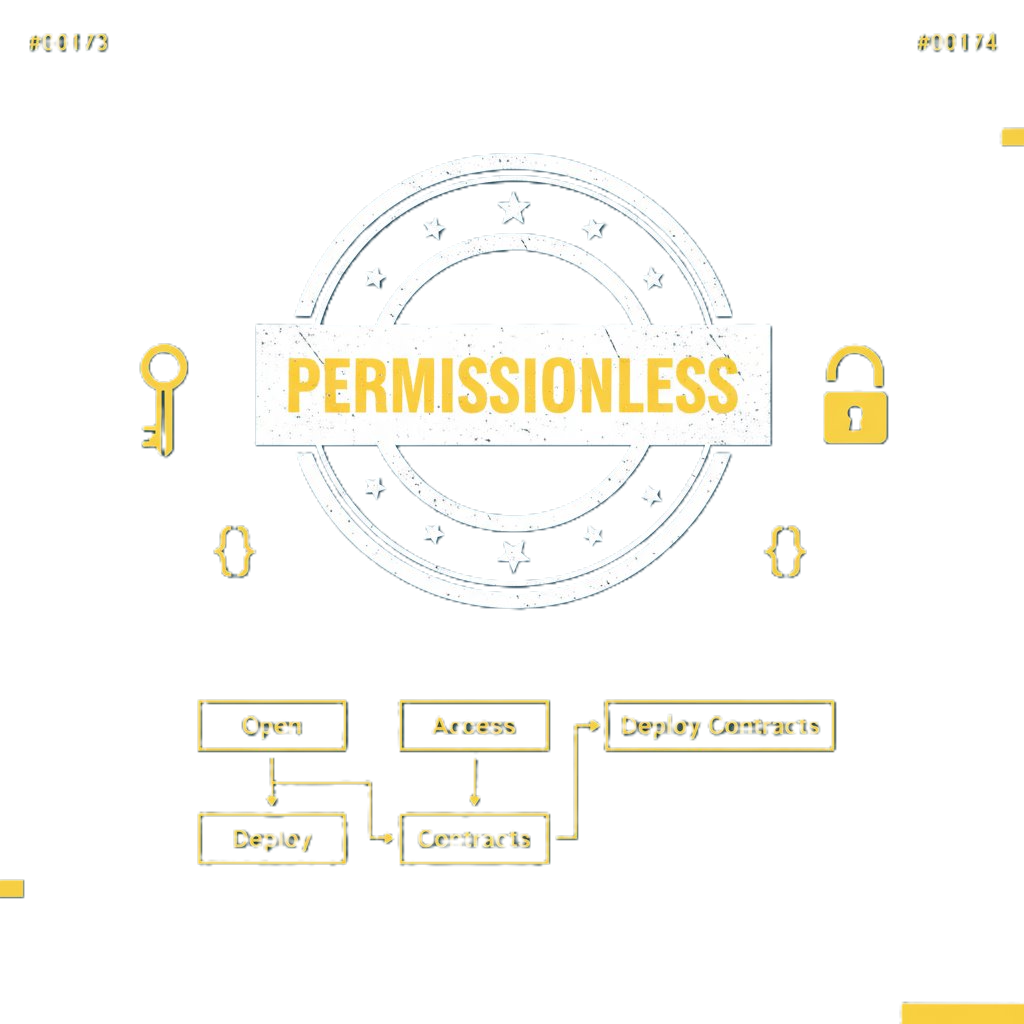 #00173
#00174
PERMISSIONLESS
{}
{}
Open
Access
Deploy Contracts
Deploy
Contracts